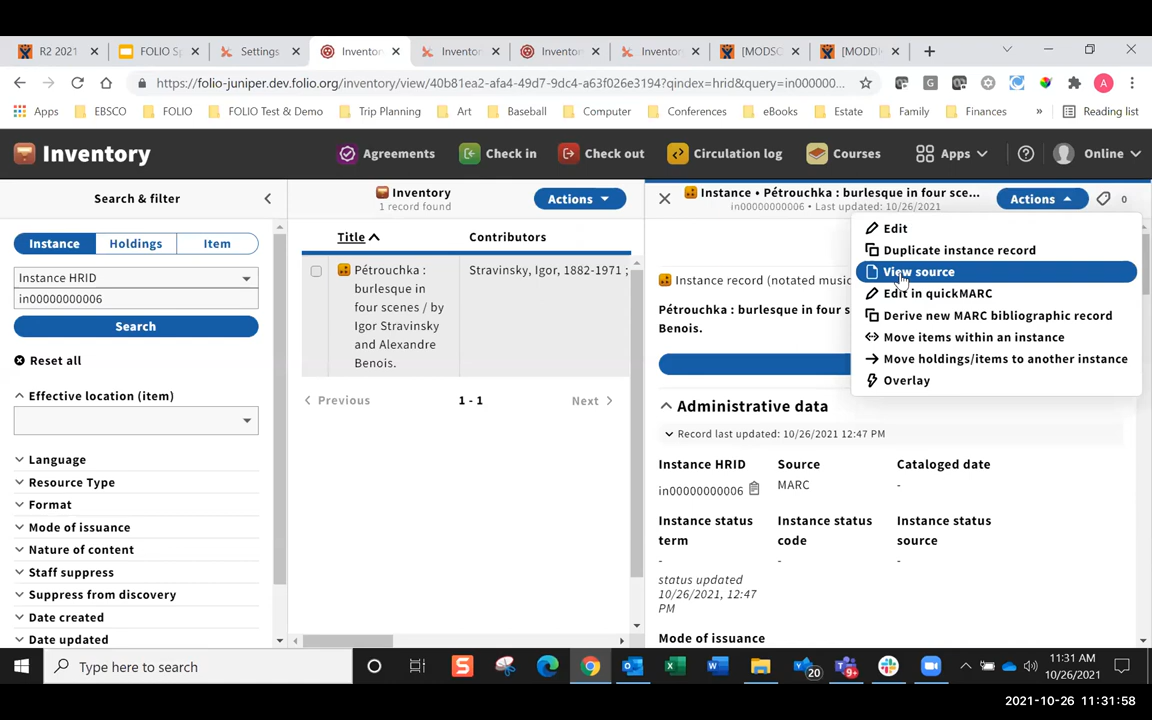 R2 2021
FOLIO Sp
Settings
Inventor
Inventor
Inventor
Inventor
[MODSO
[MODDI
https://folio-juniper.dev.folio.org/inventory/view/40b81ea2-afa4-49d7-9dc4-a63f026e3194?qindex=hrid&query=in000000...
Apps
EBSCO
FOLIO
FOLIO Test & Demo
Trip Planning
Art
Baseball
Computer
Conferences
eBooks
Estate
Family
Finances
»
Reading list
Inventory
Agreements
Check in
Check out
Circulation log
Courses
Apps
Online
Search & filter
Instance
Holdings
Item
Instance HRID
in00000000006
Search
Reset all
Effective location (item)
Language
Resource Type
Format
Mode of issuance
Nature of content
Staff suppress
Suppress from discovery
Date created
Date updated
Inventory
1 record found
Actions
Title
Contributors
Pétrouchka :
burlesque in
four scenes / by
Igor Stravinsky
and Alexandre
Benois.
Stravinsky, Igor, 1882-1971 ;
Previous
1 - 1
Next
Instance • Pétrouchka : burlesque in four sce...
in00000000006 • Last updated: 10/26/2021
Actions
0
Edit
Duplicate instance record
View source
Edit in quickMARC
Derive new MARC bibliographic record
Move items within an instance
Move holdings/items to another instance
Overlay
Instance record (notated musi
Pétrouchka : burlesque in four s
Benois.
Administrative data
Record last updated: 10/26/2021 12:47 PM
Instance HRID
Source
Cataloged date
in00000000006
MARC
-
Instance status
term
Instance status
code
Instance status
source
-
-
-
status updated
10/26/2021, 12:47
PM
Mode of issuance
Type here to search
20
9+
11:31 AM
10/26/2021
2021-10-26 11:31:58